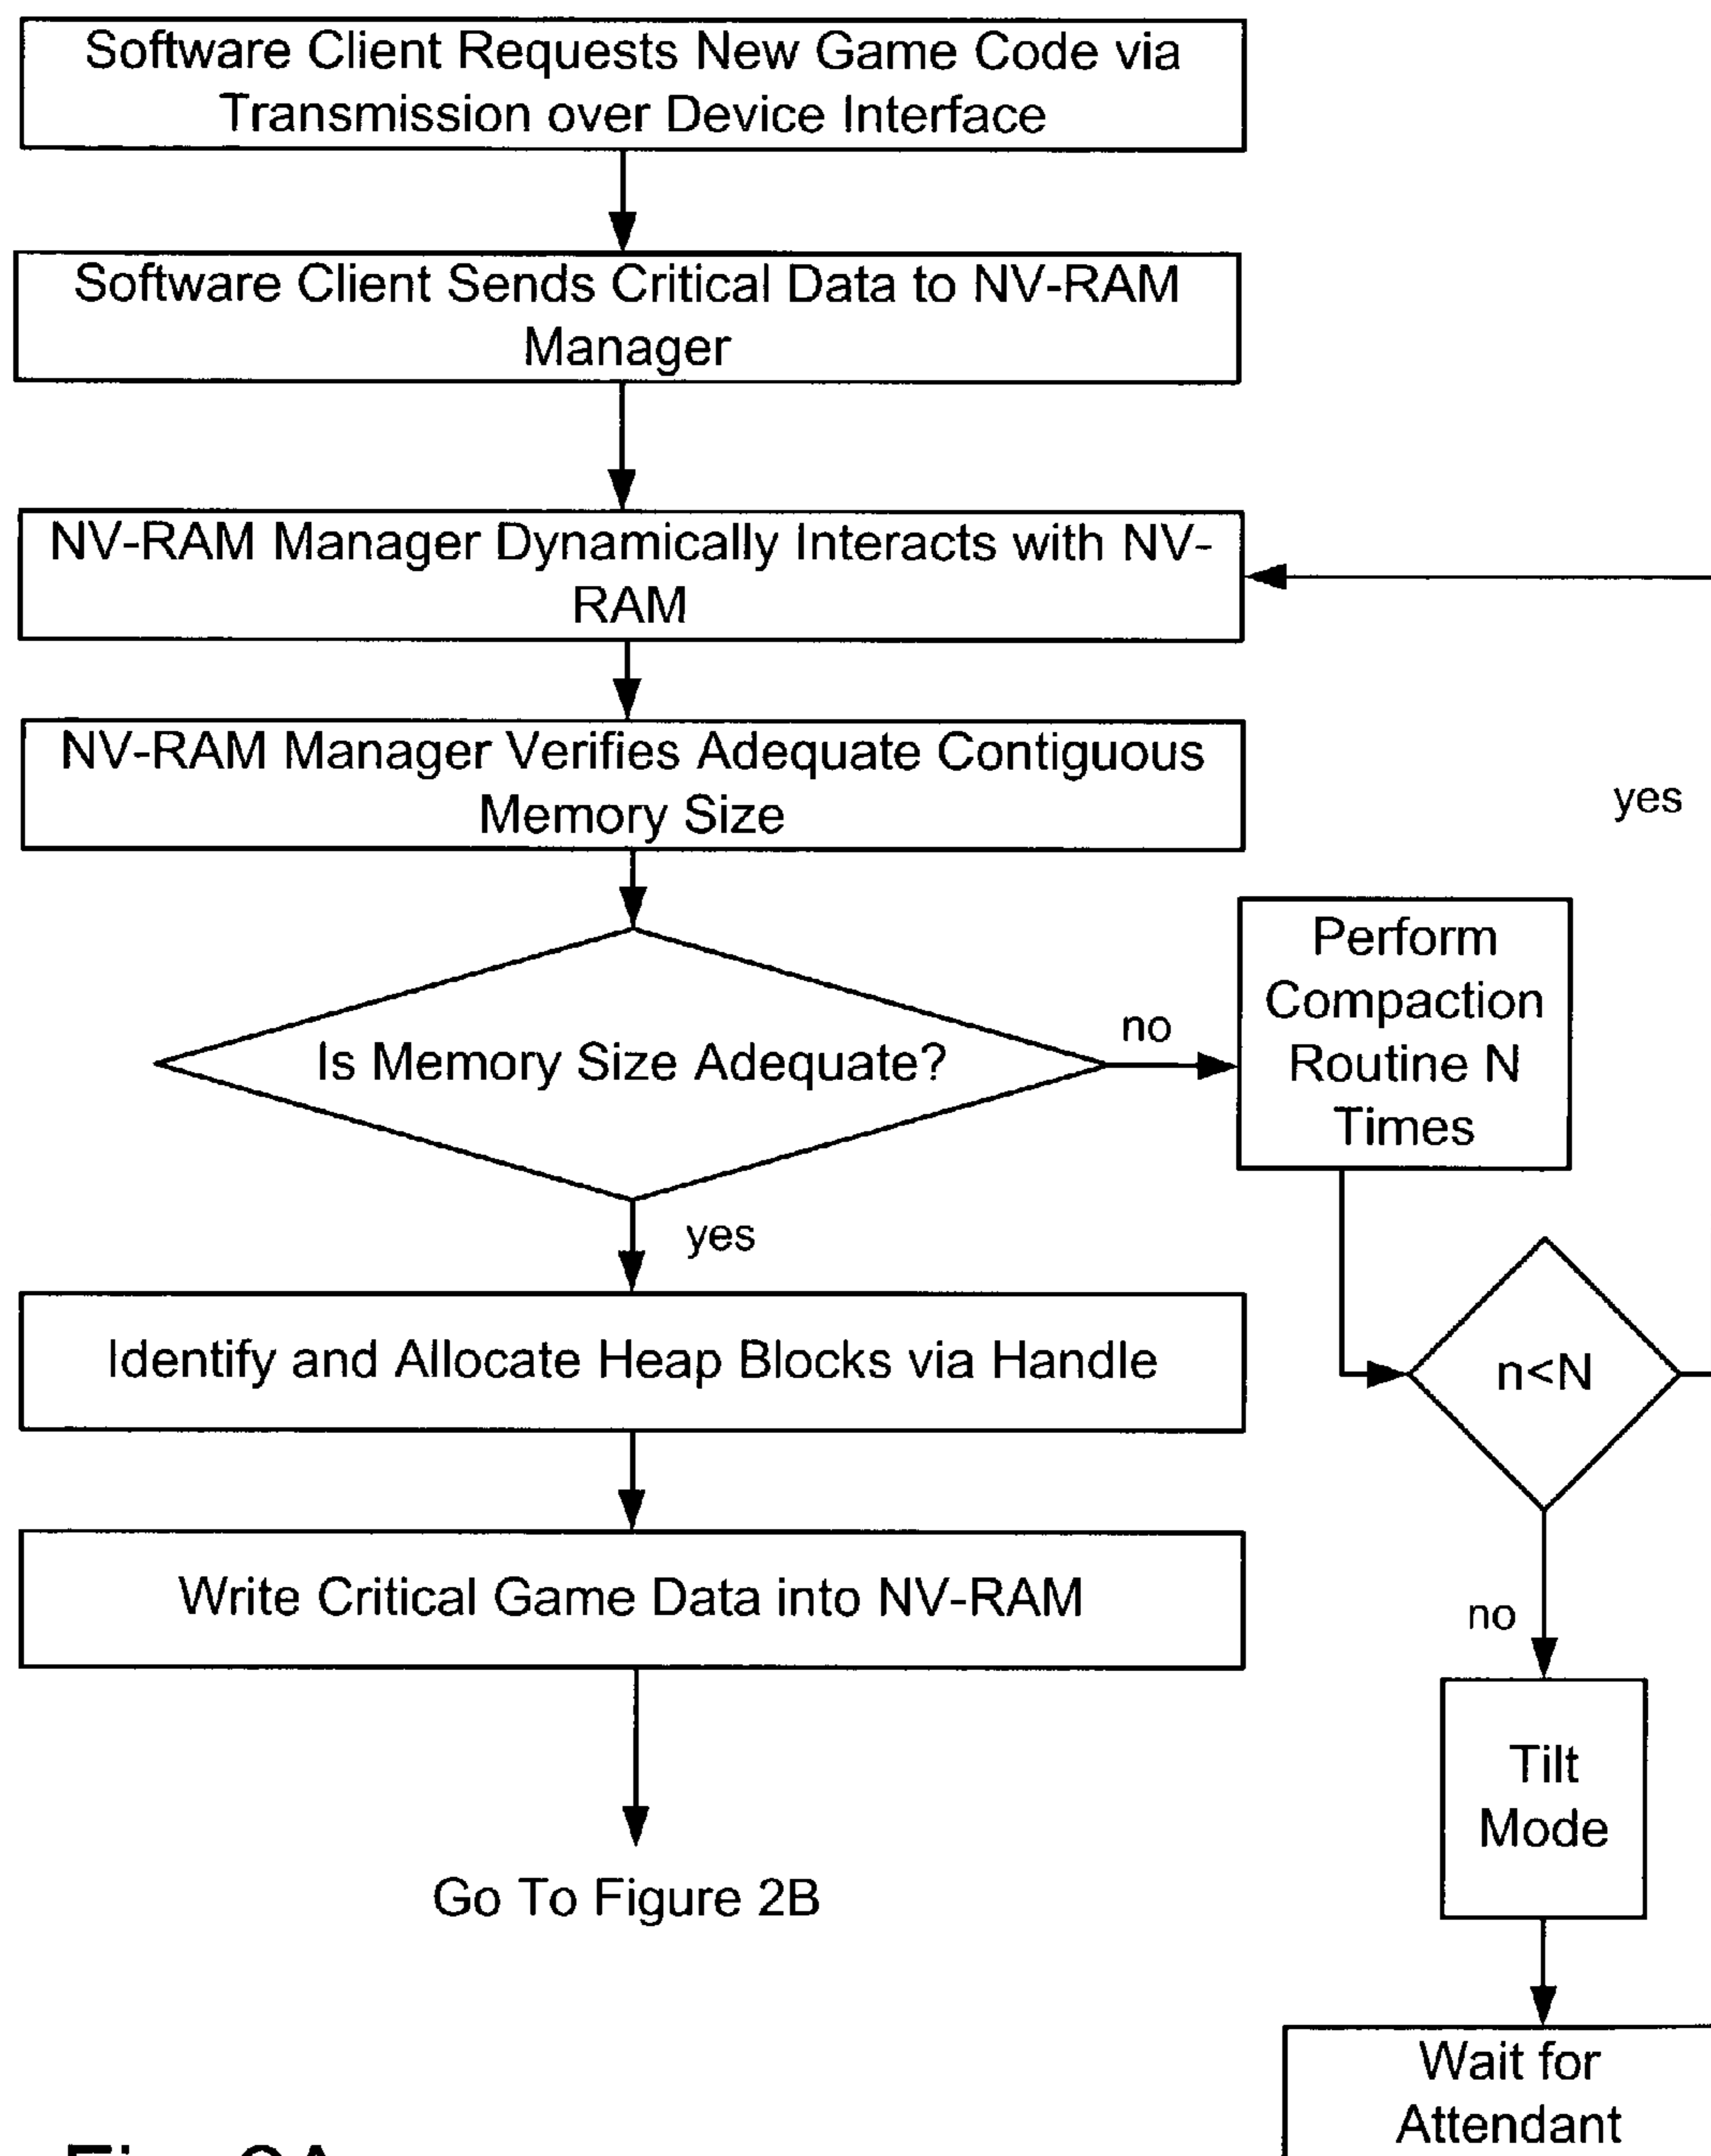 Software Client Requests New Game Code via
Transmission over Device Interface
Software Client Sends Critical Data to NV-RAM
Manager
NV-RAM Manager Dynamically Interacts with NV-
RAM
NV-RAM Manager Verifies Adequate Contiguous
Memory Size
yes
Is Memory Size Adequate?
no
Perform
Compaction
Routine N
Times
yes
Identify and Allocate Heap Blocks via Handle
n<N
Write Critical Game Data into NV-RAM
no
Tilt
Mode
Go To Figure 2B
Wait for
Attendant